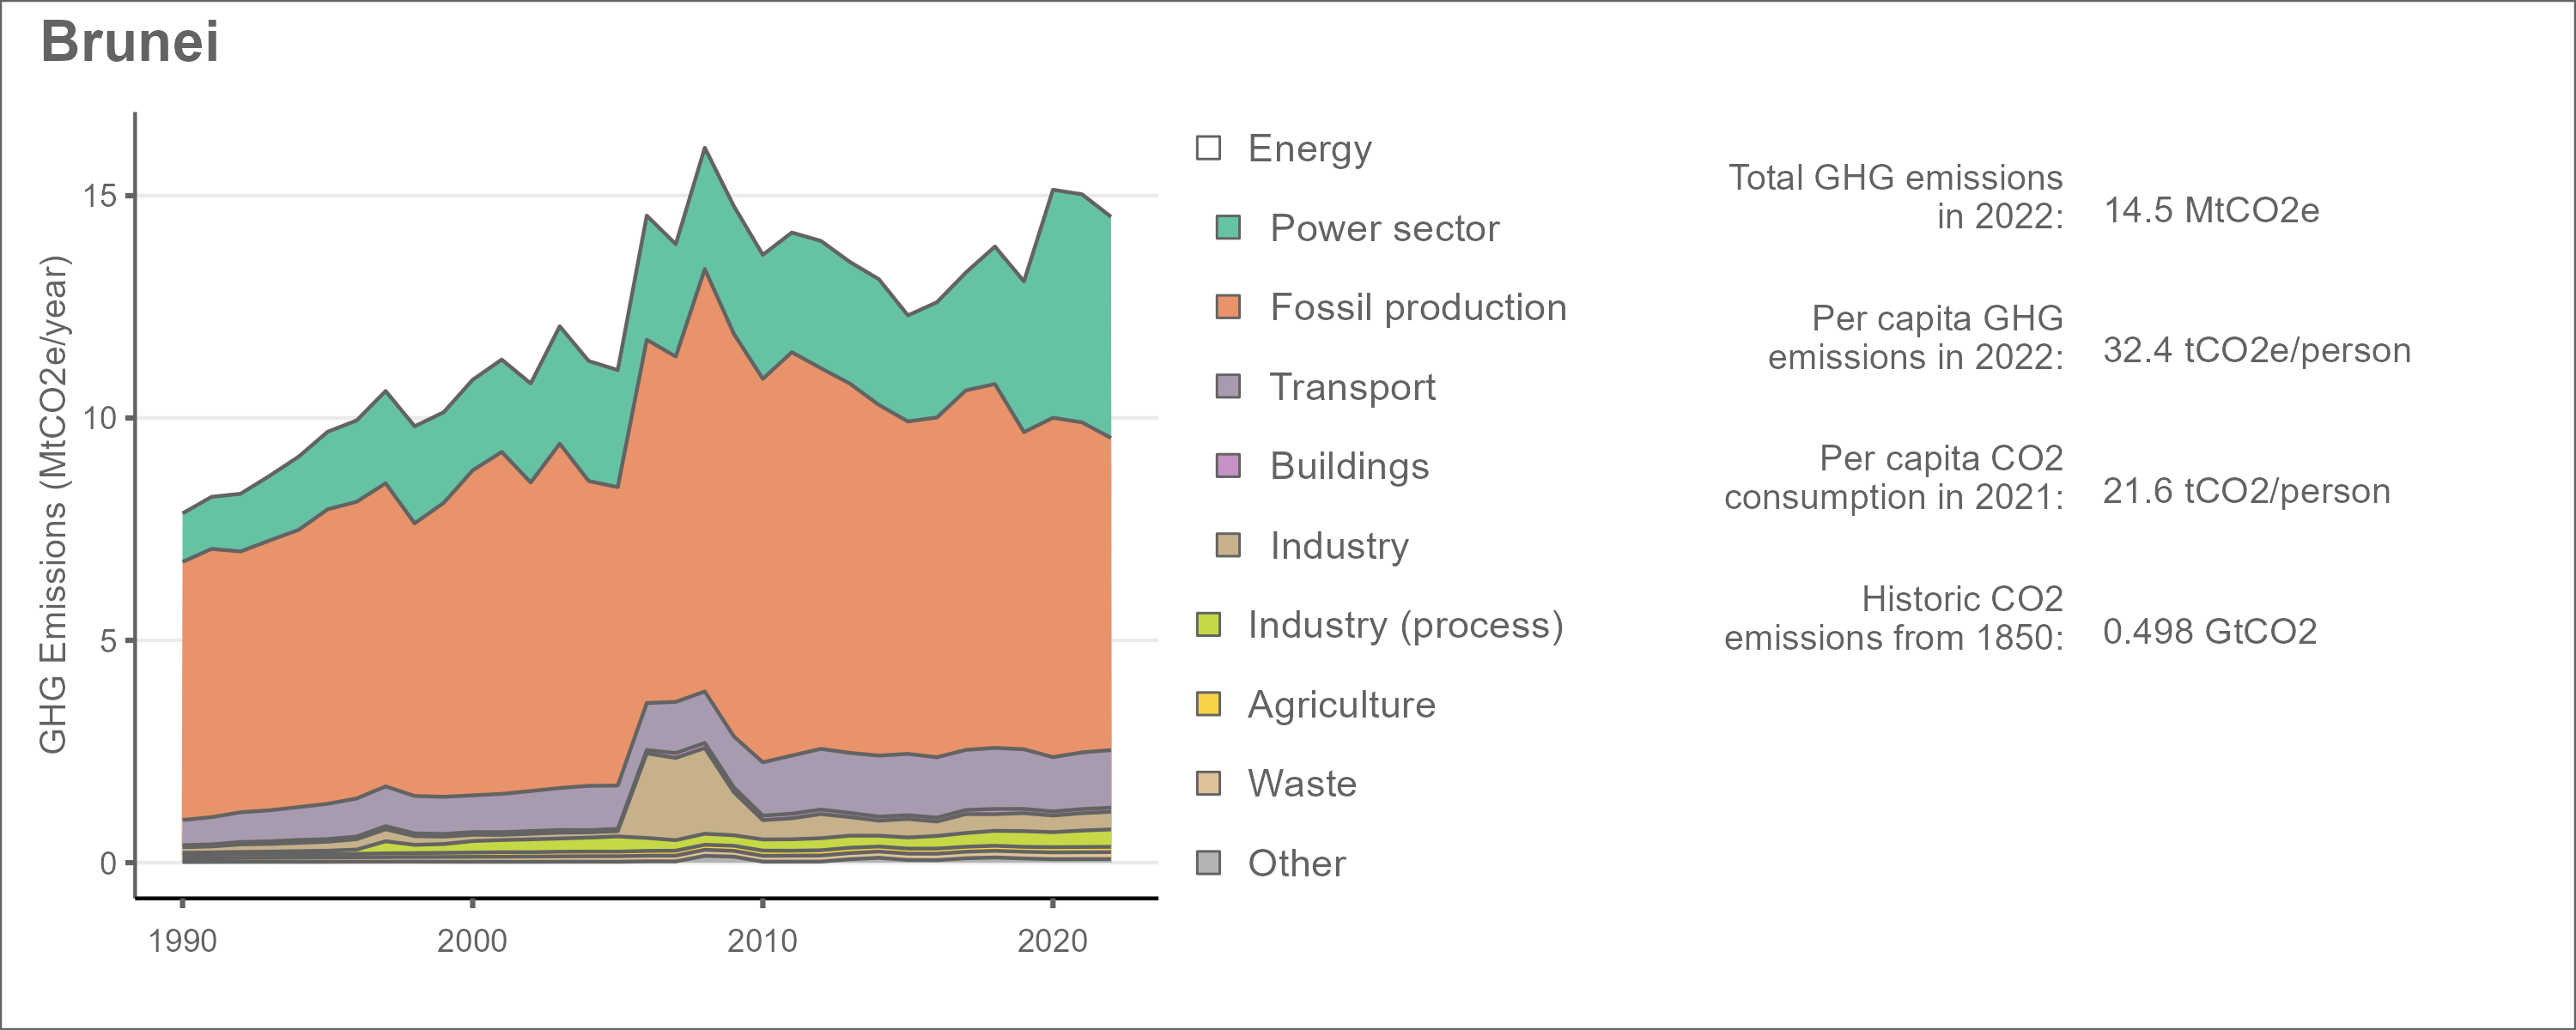 Brunei
GHG Emissions (MtCO2e/year)
15
10
5
0
1990
2000
2010
2020
Energy
Power sector
Fossil production
Transport
Buildings
Industry
Industry (process)
Agriculture
Waste
Other
Total GHG emissions
in 2022:
14.5 MtCO2e
Per capita GHG
emissions in 2022:
32.4 tCO2e/person
Per capita CO2
consumption in 2021:
21.6 tCO2/person
Historic CO2
emissions from 1850:
0.498 GtCO2